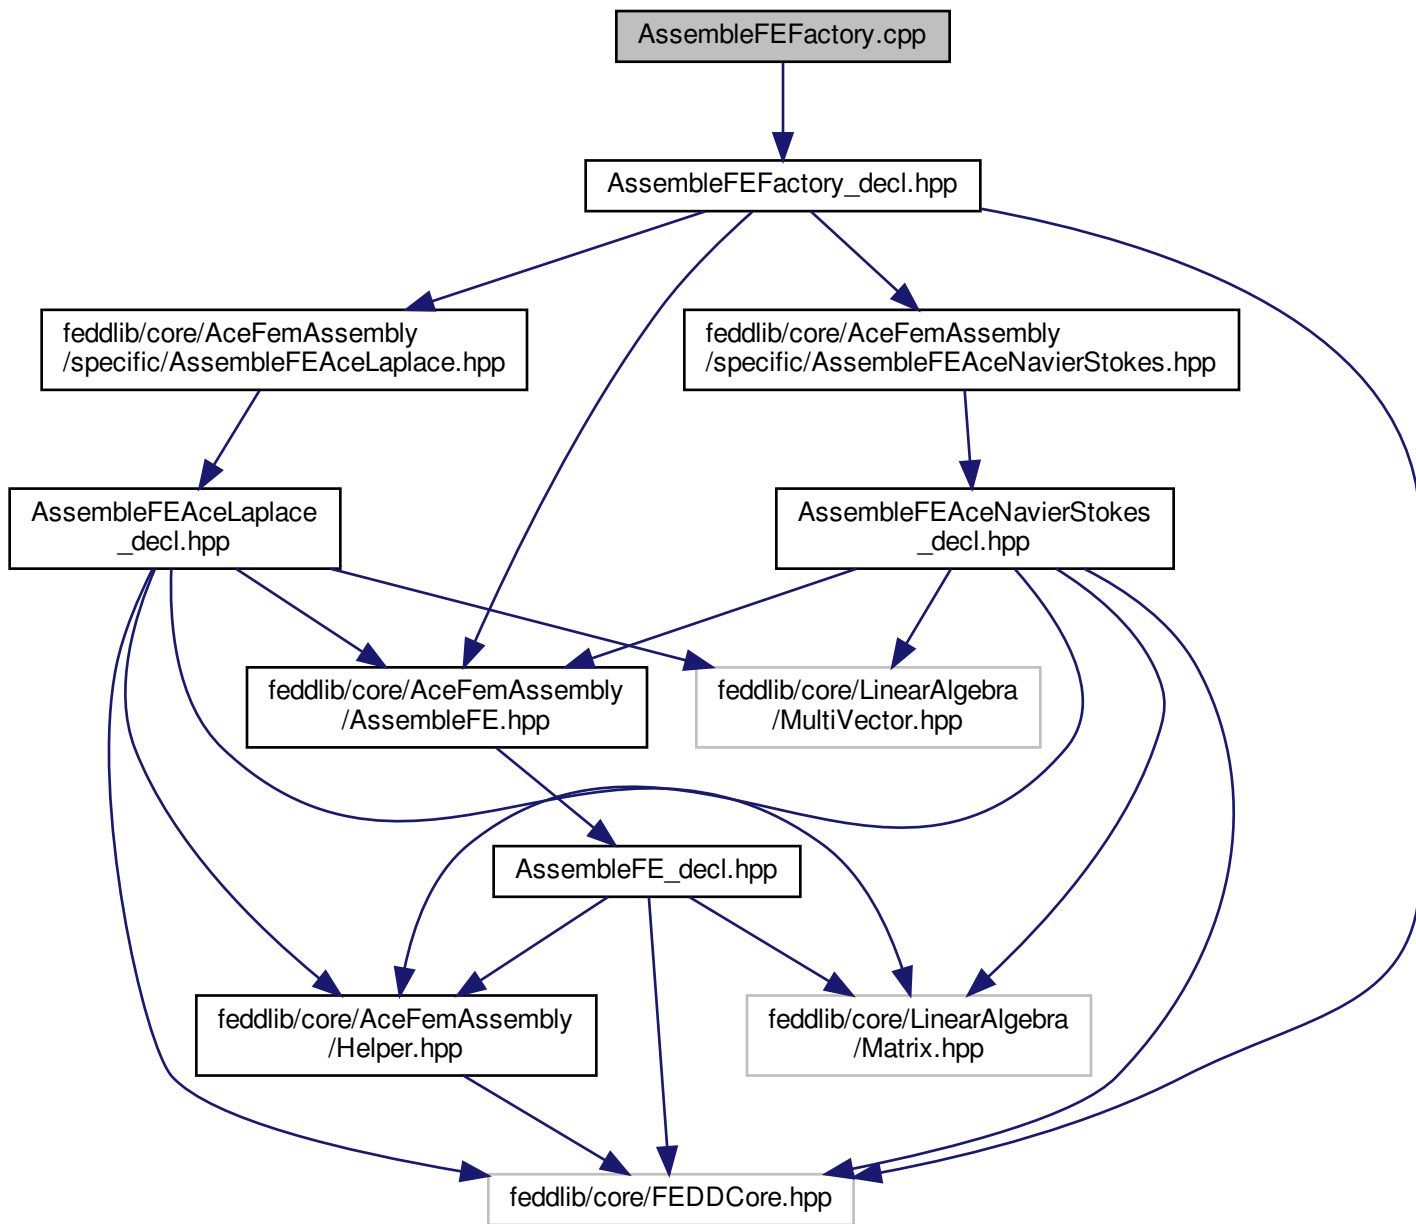 AssembleFEFactory.cpp
AssembleFEFactory_decl.hpp
feddlib/core/AceFemAssembly
/specific/AssembleFEAceLaplace.hpp
feddlib/core/AceFemAssembly
/specific/AssembleFEAceNavierStokes.hpp
AssembleFEAceLaplace
_decl.hpp
AssembleFEAceNavierStokes
_decl.hpp
feddlib/core/AceFemAssembly
/AssembleFE.hpp
feddlib/core/LinearAlgebra
/MultiVector.hpp
AssembleFE_decl.hpp
feddlib/core/AceFemAssembly
/Helper.hpp
feddlib/core/LinearAlgebra
/Matrix.hpp
feddlib/core/FEDDCore.hpp